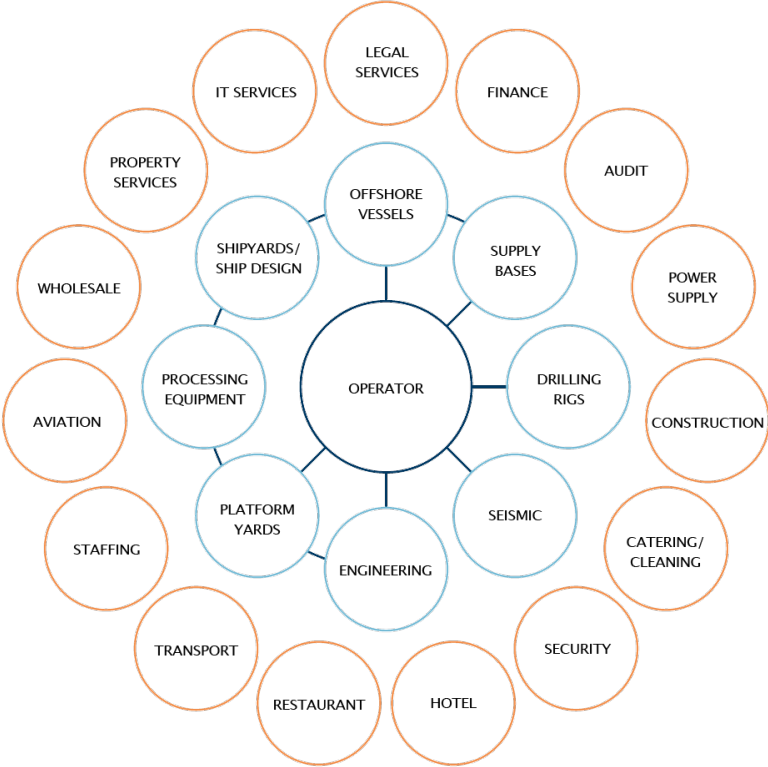 LEGAL
SERVICES
IT SERVICES
FINANCE
PROPERTY
SERVICES
AUDIT
OFFSHORE
VESSELS
SHIPYARDS/
SHIP DESIGN
SUPPLY
BASES
WHOLESALE
POWER
SUPPLY
PROCESSING
EQUIPMENT
OPERATOR
DRILLING
RIGS
AVIATION
CONSTRUCTION
PLATFORM
YARDS
SEISMIC
STAFFING
CATERING/
CLEANING
ENGINEERING
TRANSPORT
SECURITY
RESTAURANT
HOTEL